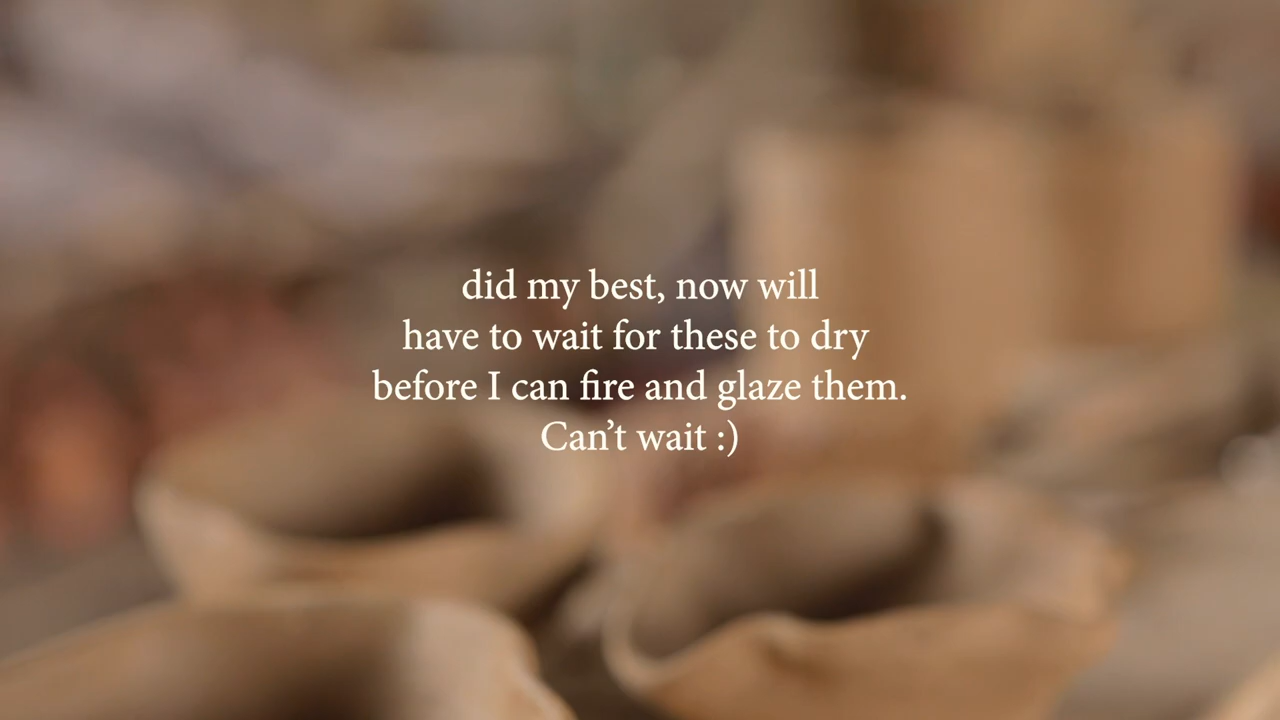 did my best, now will
have to wait for these to dry
before I can fire and glaze them.
Can’t wait :)